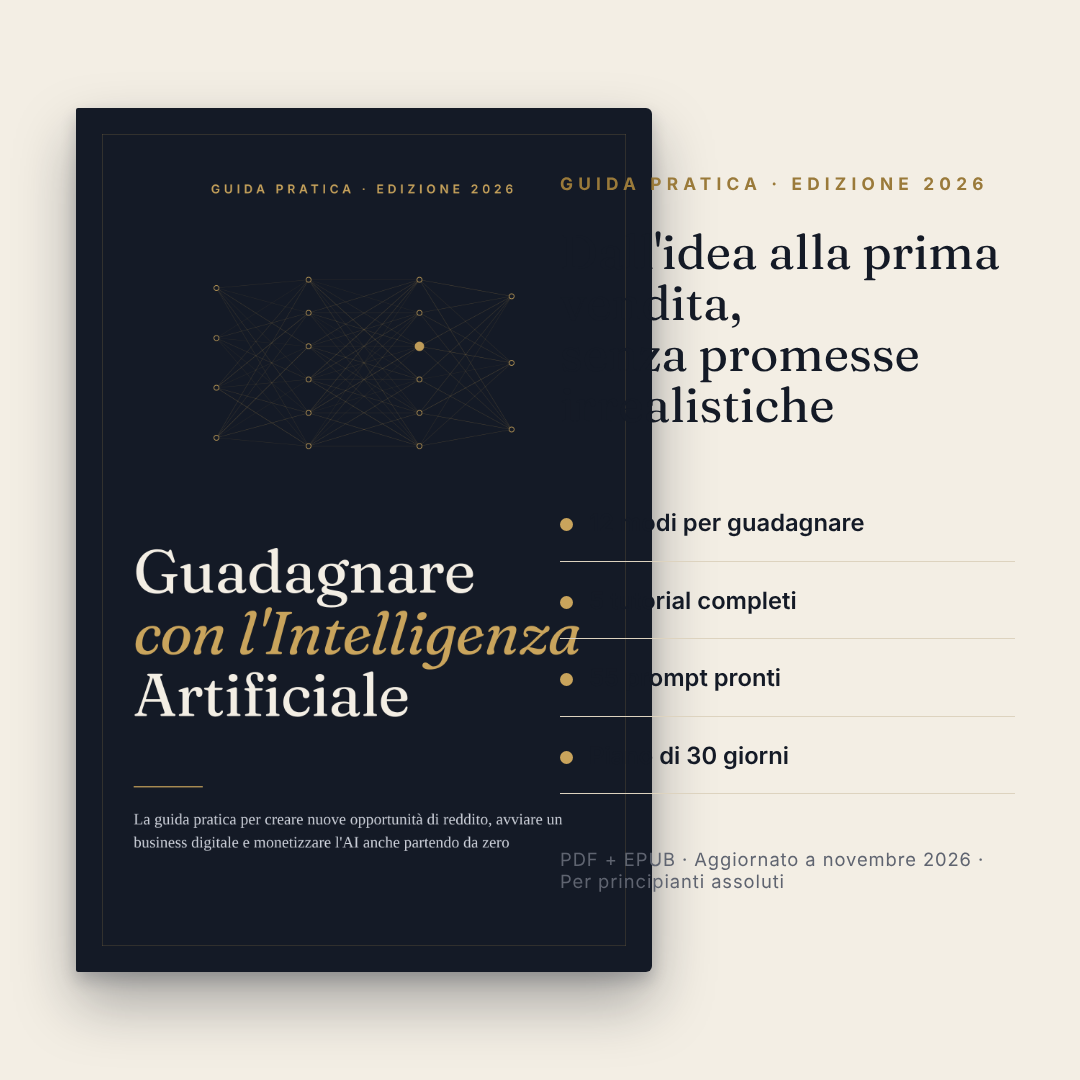 GUIDA PRATICA · EDIZIONE 2026
Guadagnare
con l'Intelligenza
Artificiale
La guida pratica per creare nuove opportunità di reddito, avviare un
business digitale e monetizzare l'AI anche partendo da zero
GUIDA PRATICA · EDIZIONE 2026
'idea alla prima
dita,
za promesse
alistiche
odi per guadagnare
orial completi
ompt pronti
di 30 giorni
PDF + EPUB · Aggiornato a novembre 2026 ·
Per principianti assoluti